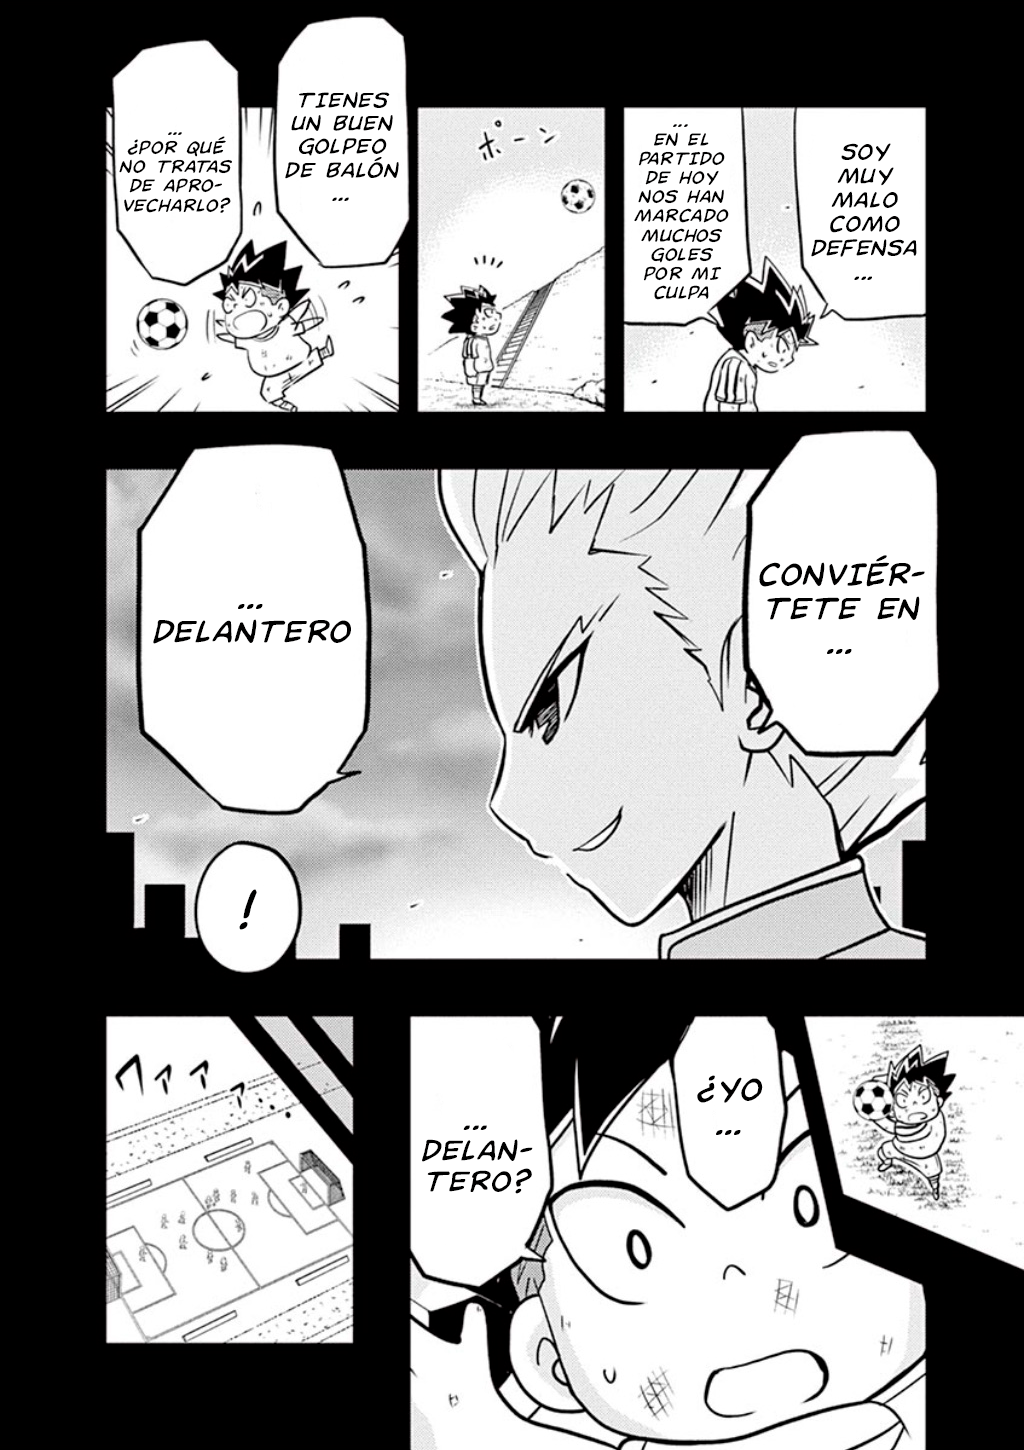 SOY
MUY
MALO
COMO
DEFENSA
...
...
EN EL
PARTIDO
DE HOY
NOS HAN
MARCADO
MUCHOS
GOLES
POR MI
CULPA
ポーン
TIENES
UN BUEN
GOLPEO
DE BALÓN
...
...
¿POR QUÉ
NO TRATAS
DE APRO-
VECHARLO?
CONVIÉR-
TETE EN
...
...
DELANTERO
!
¿YO
...
...
DELAN-
TERO?
ワァァ・・